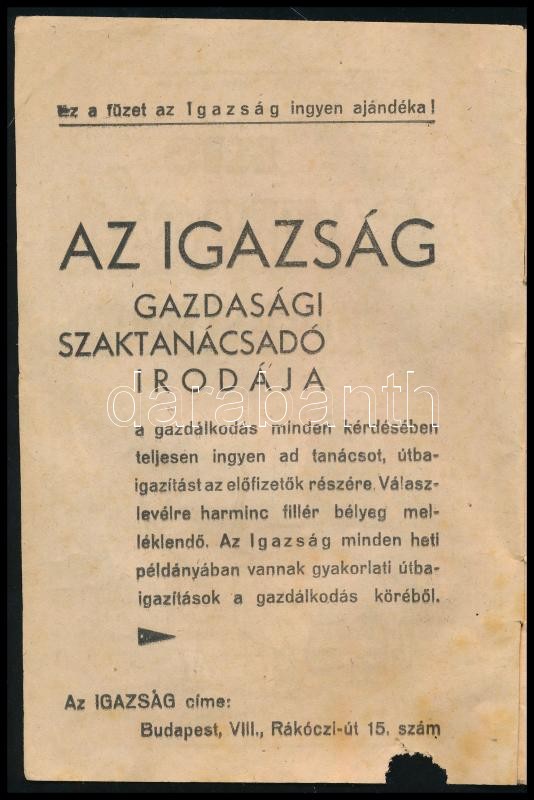 Ez a füzet az Igazság ingyen ajándéka!
AZ IGAZSÁG
GAZDASÁGI
SZAKTANÁCSADÓ
IRODÁJA
darabanth
a gazdálkodás minden kérdésében
teljesen ingyen ad tanácsot, útba-
igazítást az előfizetők részére. Válasz-
levélre harminc fillér bélyeg mel-
léklendő. Az Igazság minden heti
példányában vannak gyakorlati útba-
igazítások a gazdálkodás köréből.
Az IGAZSÁG címe:
Budapest, VIII., Rákóczi-út 15. szám